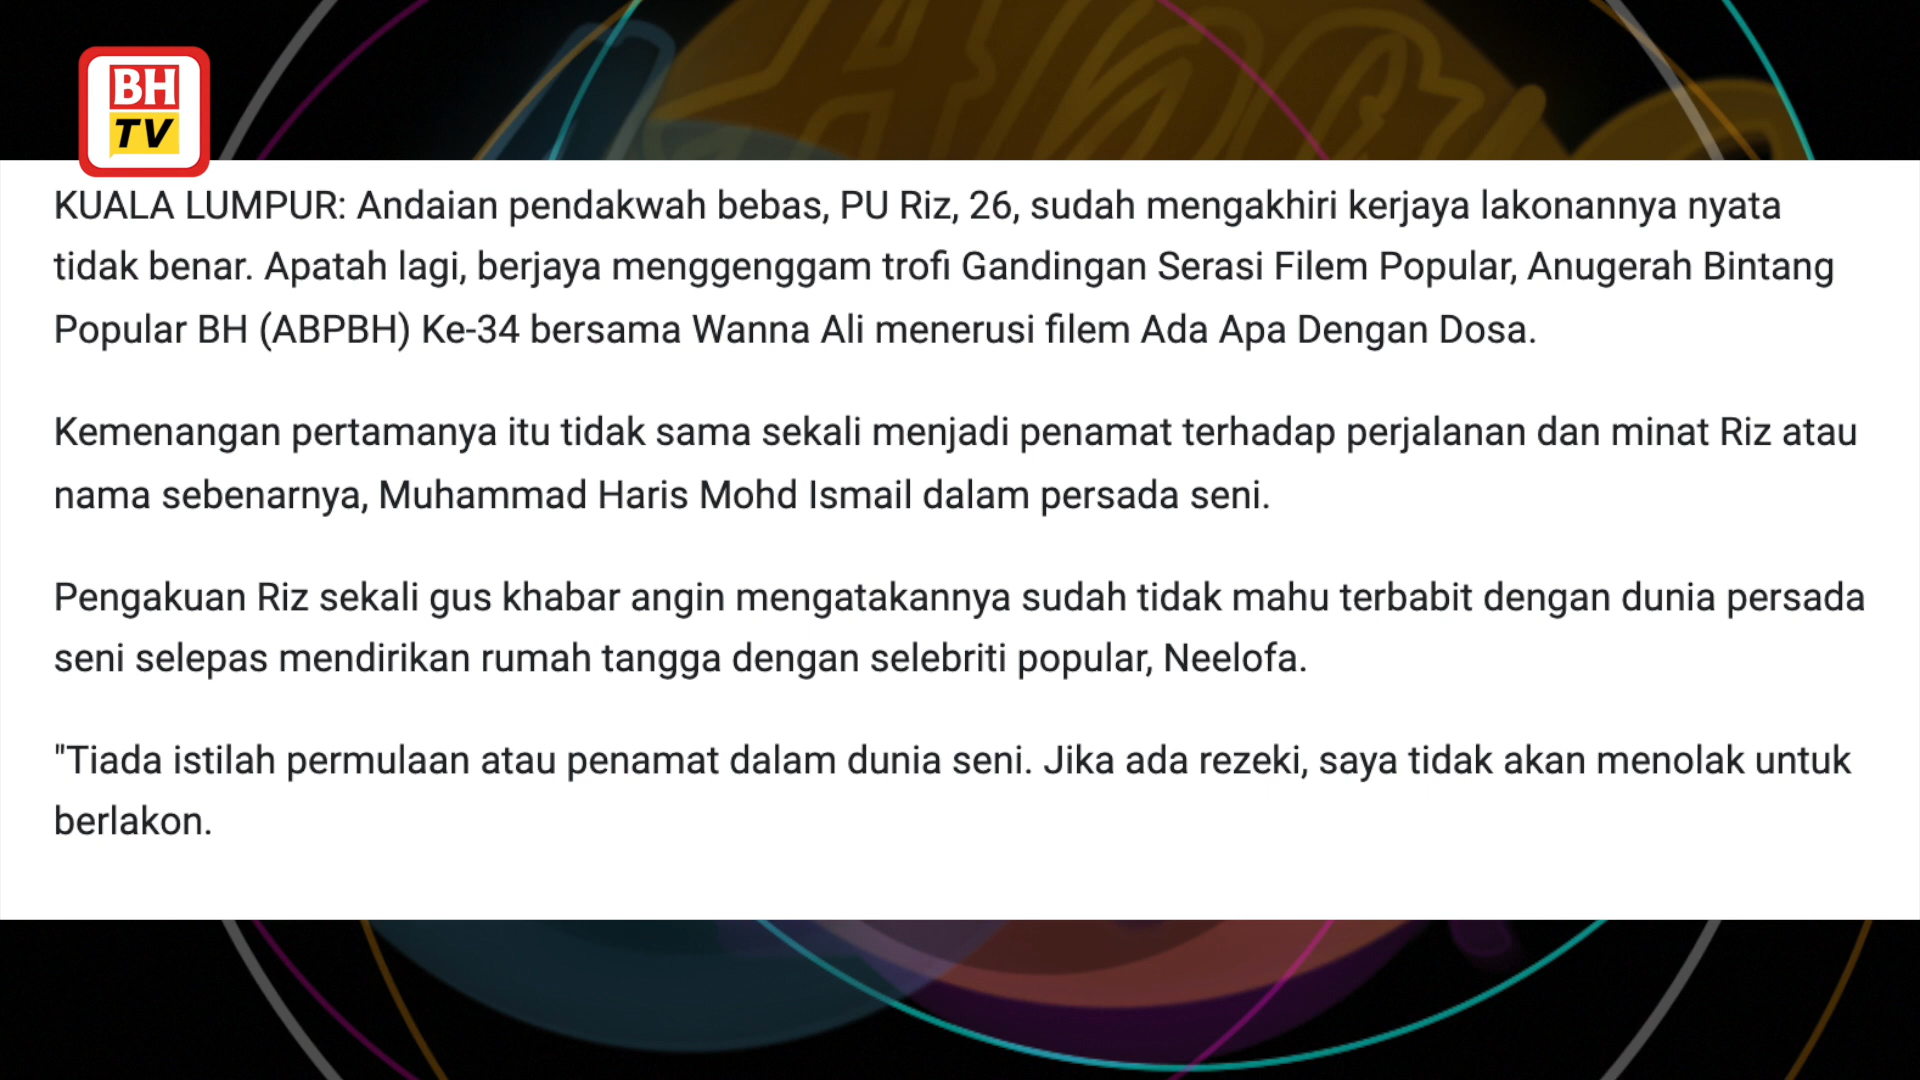 BH
TV
KUALA LUMPUR: Andaian pendakwah bebas, PU Riz, 26, sudah mengakhiri kerjaya lakonannya nyata
tidak benar. Apatah lagi, berjaya menggenggam trofi Gandingan Serasi Filem Popular, Anugerah Bintang
Popular BH (ABPBH) Ke-34 bersama Wanna Ali menerusi filem Ada Apa Dengan Dosa.
Kemenangan pertamanya itu tidak sama sekali menjadi penamat terhadap perjalanan dan minat Riz atau
nama sebenarnya, Muhammad Haris Mohd Ismail dalam persada seni.
Pengakuan Riz sekali gus khabar angin mengatakannya sudah tidak mahu terbabit dengan dunia persada
seni selepas mendirikan rumah tangga dengan selebriti popular, Neelofa.
"Tiada istilah permulaan atau penamat dalam dunia seni. Jika ada rezeki, saya tidak akan menolak untuk
berlakon.